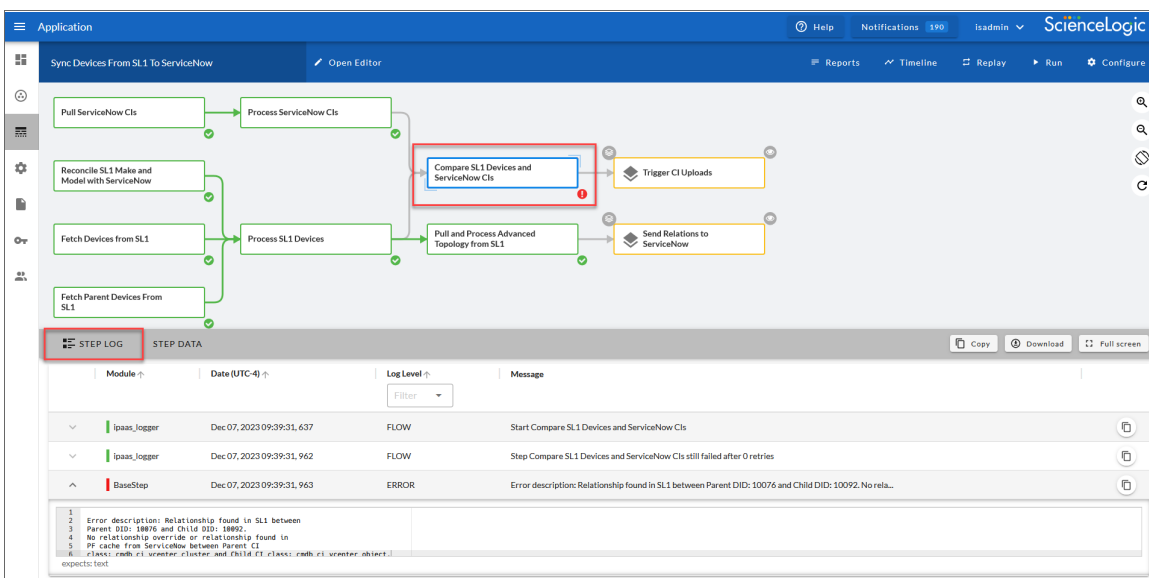 Application
Help
Notifications 190
isadmin
ScienceLogic
Sync Devices From SL1 To ServiceNow
Open Editor
Reports
Timeline
Replay
Run
Configure
Pull ServiceNow CIs
Process ServiceNow CIs
Compare SL1 Devices and
ServiceNow CIs
Trigger CI Uploads
Reconcile SL1 Make and
Model with ServiceNow
Fetch Devices from SL1
Process SL1 Devices
Pull and Process Advanced
Topology from SL1
Send Relations to
ServiceNow
Fetch Parent Devices From
SL1
STEP LOG
STEP DATA
Copy
Download
Full screen
Module
Date (UTC-4)
Log Level
Message
Filter
ipaas_logger Dec 07, 2023 09:39:31, 637 FLOW Start Compare SL1 Devices and ServiceNow CIs
ipaas_logger Dec 07, 2023 09:39:31, 962 FLOW Step Compare SL1 Devices and ServiceNow CIs still failed after 0 retries
BaseStep Dec 07, 2023 09:39:31, 963 ERROR Error description: Relationship found in SL1 between Parent DID: 10076 and Child DID: 10092. No rela...
1
2 Error description: Relationship found in SL1 between
3 Parent DID: 10076 and Child DID: 10092.
4 No relationship override or relationship found in
5 PF cache from ServiceNow between Parent CI
6 class: cmdb_ci_vcenter_cluster and Child CI class: cmdb_ci_vcenter_object.
expects: text